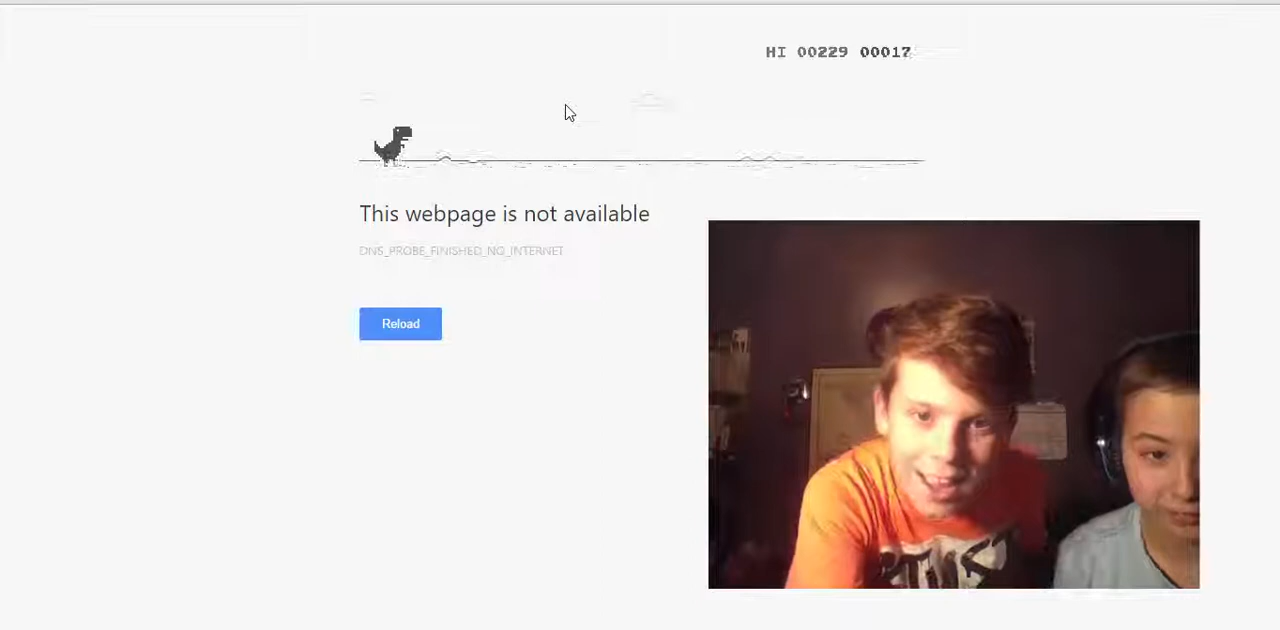 HI 00229 00017
This webpage is not available
DNS_PROBE_FINISHED_NO_INTERNET
Reload